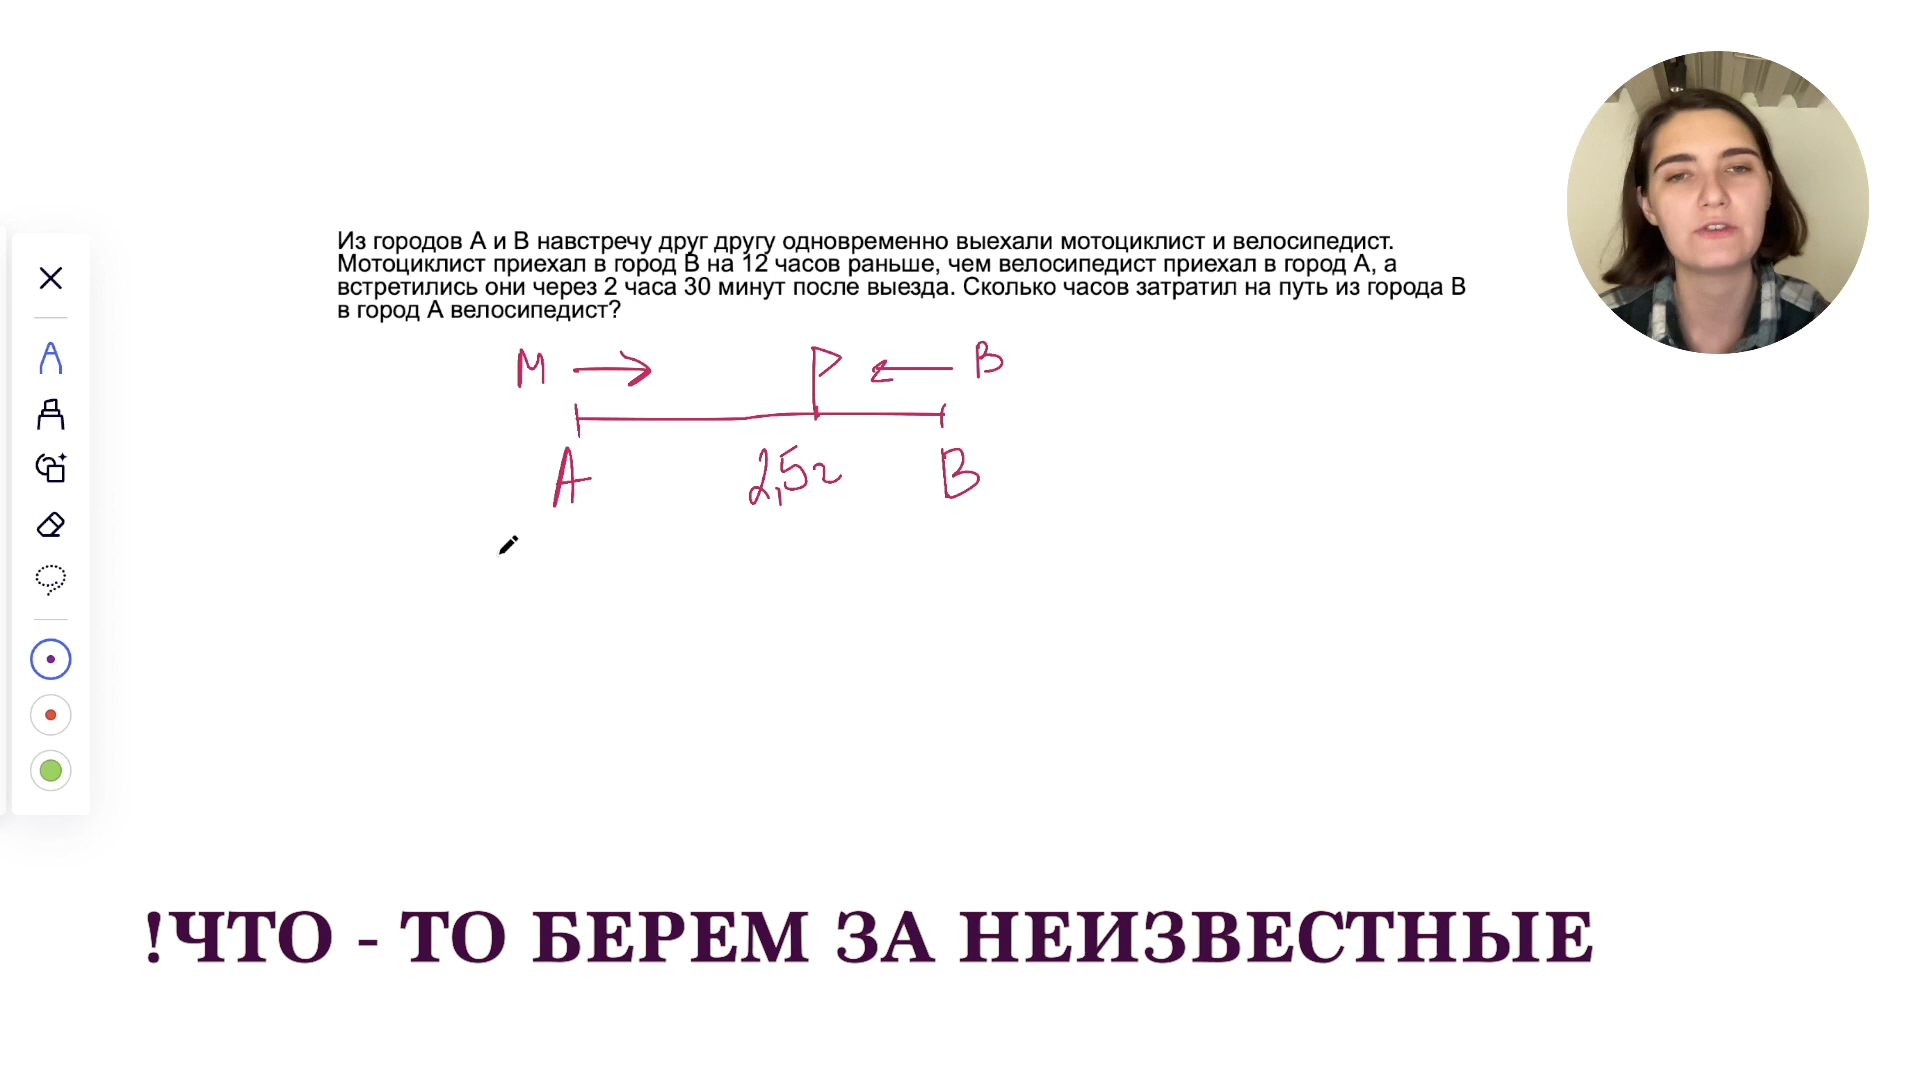 Из городов А и В навстречу друг другу одновременно выехали мотоциклист и велосипедист.
Мотоциклист приехал в город В на 12 часов раньше, чем велосипедист приехал в город А, а
встретились они через 2 часа 30 минут после выезда. Сколько часов затратил на путь из города В
в город А велосипедист?
М В
А 2,5ч В
!ЧТО - ТО БЕРЕМ ЗА НЕИЗВЕСТНЫЕ